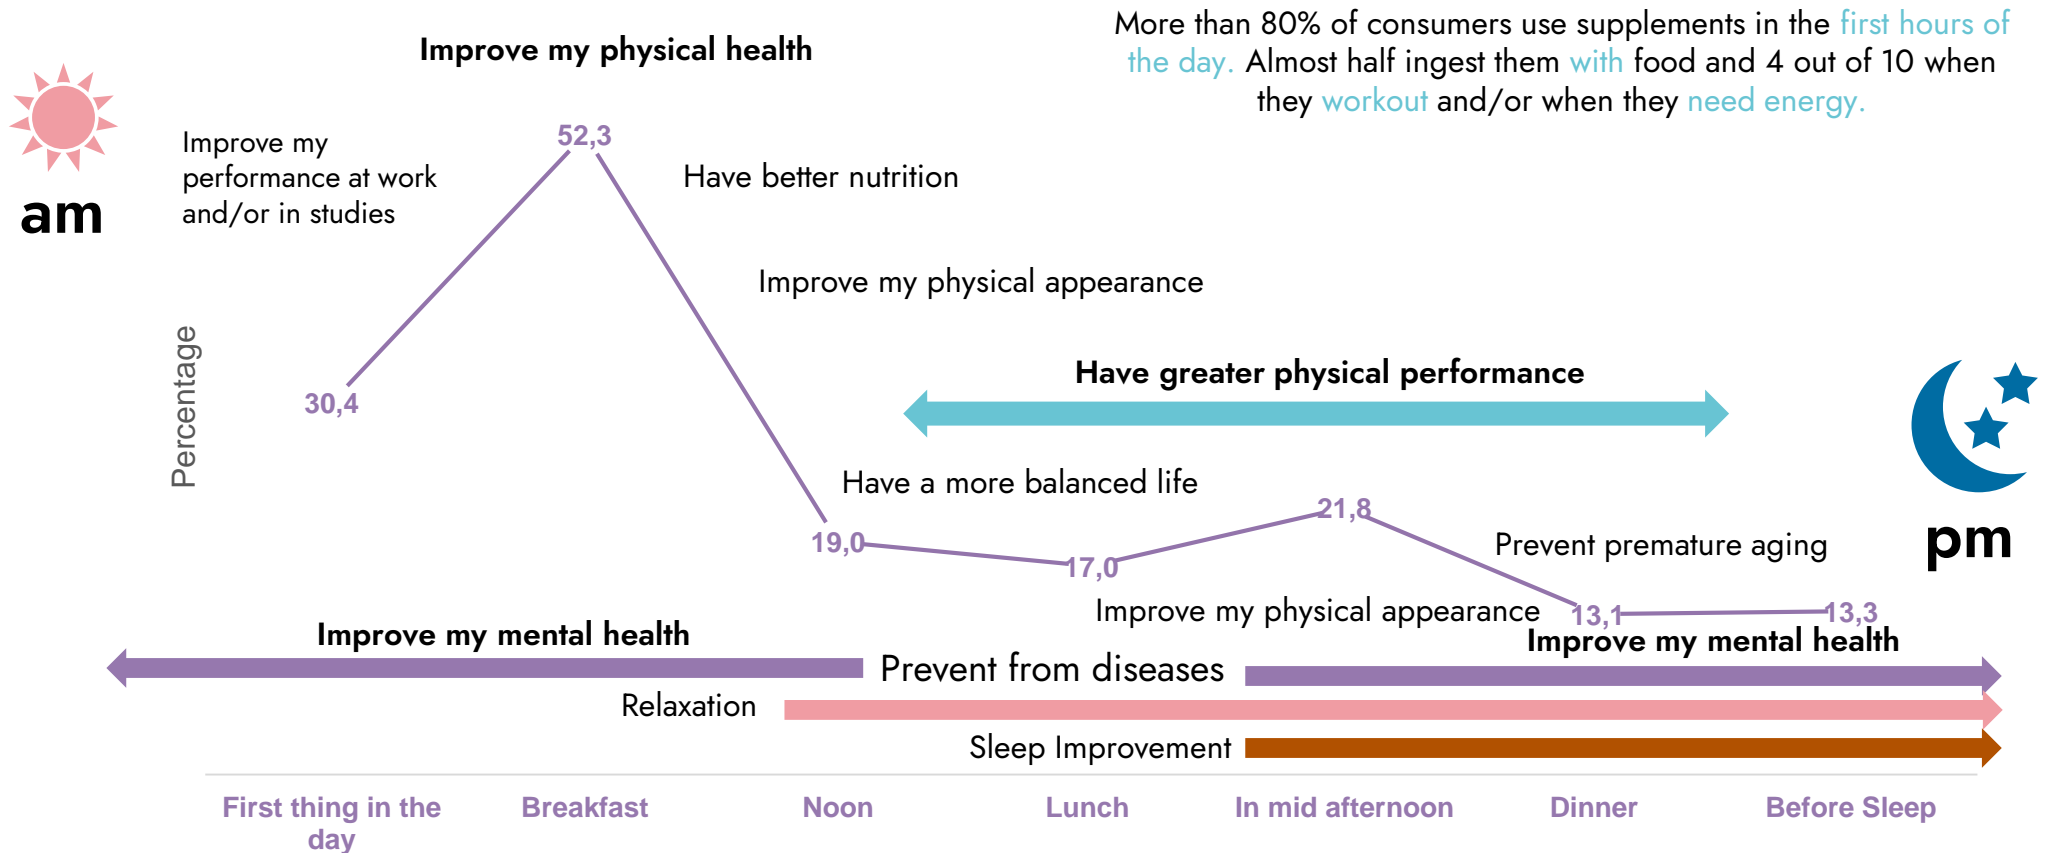 More than 80% of consumers use supplements in the first hours of
the day. Almost half ingest them with food and 4 out of 10 when
they workout and/or when they need energy.
Improve my physical health
am
Improve my
performance at work
and/or in studies
52,3
Have better nutrition
Improve my physical appearance
Percentage
30,4
Have greater physical performance
Have a more balanced life
19,0
17,0
21,8
Prevent premature aging
pm
Improve my physical appearance
13,1
13,3
Improve my mental health
Improve my mental health
Prevent from diseases
Relaxation
Sleep Improvement
First thing in the
day
Breakfast
Noon
Lunch
In mid afternoon
Dinner
Before Sleep